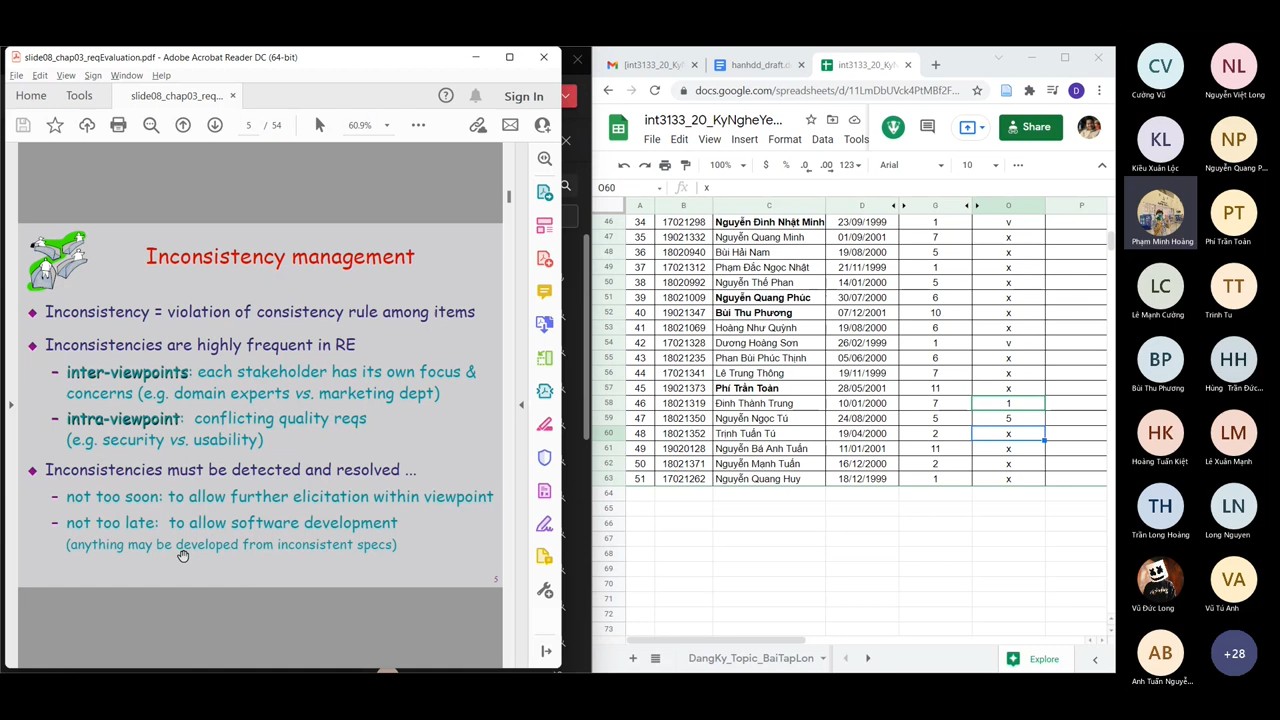 slide08_chap03_reqEvaluation.pdf - Adobe Acrobat Reader DC (64-bit)
File Edit View Sign Window Help
Home Tools slide08_chap03_req... Sign In
5 / 54 60.9%
Inconsistency management
Inconsistency = violation of consistency rule among items
Inconsistencies are highly frequent in RE
– inter-viewpoints: each stakeholder has its own focus &
concerns (e.g. domain experts vs. marketing dept)
– intra-viewpoint: conflicting quality reqs
(e.g. security vs. usability)
Inconsistencies must be detected and resolved ...
– not too soon: to allow further elicitation within viewpoint
– not too late: to allow software development
(anything may be developed from inconsistent specs)
5
[int3133_20_KyN hanhdd_draft.do int3133_20_KyN
docs.google.com/spreadsheets/d/11LmDbUVck4PtMBf2F...
D
int3133_20_KyNgheYe...
Share
File Edit View Insert Format Data Tools
100% $ % .0 .00 123 Arial 10
O60 fx x
A B C D G O P
46 34 17021298 Nguyễn Đình Nhật Minh 23/09/1999 1 v
47 35 19021332 Nguyễn Quang Minh 01/09/2001 7 x
48 36 18020940 Bùi Hải Nam 19/08/2000 5 x
49 37 17021312 Phạm Đắc Ngọc Nhật 21/11/1999 1 x
50 38 18020992 Nguyễn Thế Phan 14/01/2000 5 x
51 39 18021009 Nguyễn Quang Phúc 30/07/2000 6 x
52 40 19021347 Bùi Thu Phương 07/12/2001 10 x
53 41 18021069 Hoàng Như Quỳnh 19/08/2000 6 x
54 42 17021328 Dương Hoàng Sơn 26/02/1999 1 v
55 43 18021235 Phan Bùi Phúc Thịnh 05/06/2000 6 x
56 44 17021341 Lê Trung Thông 19/11/1999 7 x
57 45 19021373 Phí Trần Toàn 28/05/2001 11 x
58 46 18021319 Đinh Thành Trung 10/01/2000 7 1
59 47 18021350 Nguyễn Ngọc Tú 24/08/2000 5 5
60 48 18021352 Trịnh Tuấn Tú 19/04/2000 2 x
61 49 19020128 Nguyễn Bá Anh Tuấn 11/01/2001 11 x
62 50 18021371 Nguyễn Mạnh Tuấn 16/12/2000 2 x
63 51 17021262 Nguyễn Quang Huy 18/12/1999 1 x
64
65
66
67
68
69
70
71
72
73
DangKy_Topic_BaiTapLon Explore
CV NL
Cường Vũ Nguyễn Việt Long
KL NP
Kiều Xuân Lộc Nguyễn Quang P...
PT
Phạm Minh Hoàng Phí Trần Toàn
LC TT
Lê Mạnh Cường Trinh Tu
BP HH
Bùi Thu Phương Hùng Trần Đức...
HK LM
Hoàng Tuấn Kiệt Lê Xuân Mạnh
TH LN
Trần Long Hoàng Long Nguyen
VA
Vũ Đức Long Vũ Tú Anh
AB +28
Anh Tuấn Nguyễ...